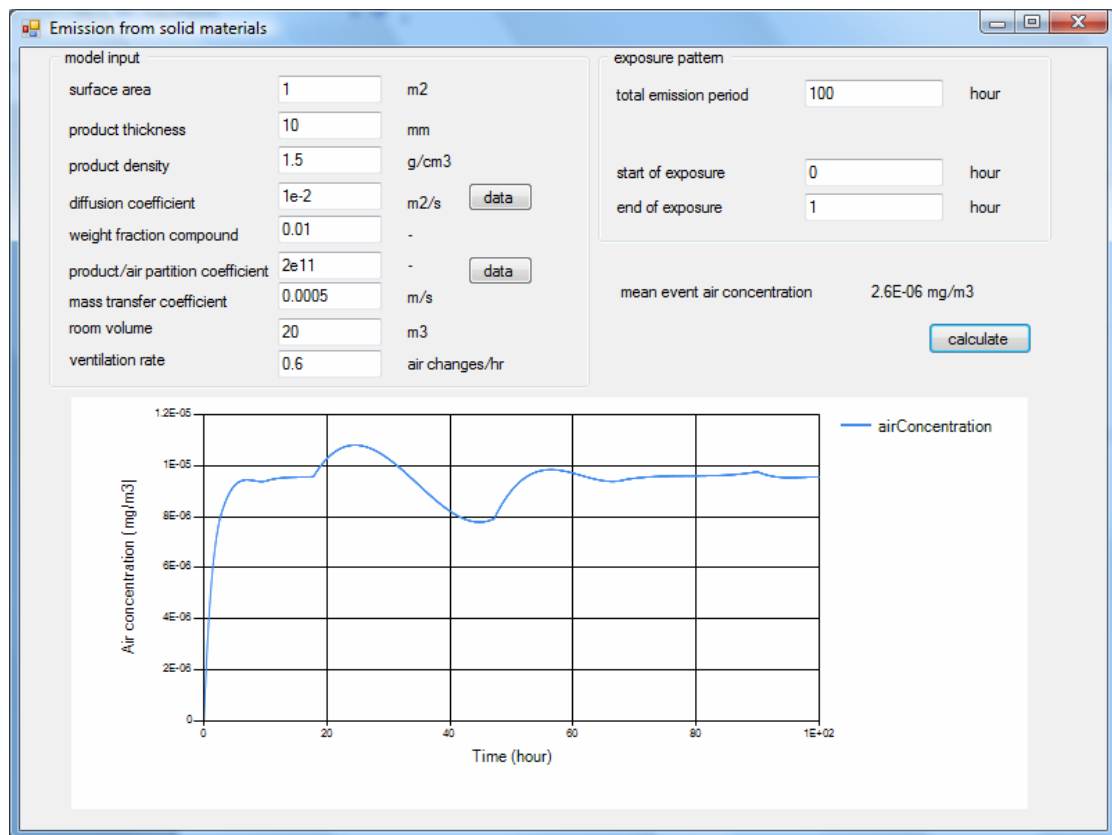 Emission from solid materials
model input
surface area 1 m2
product thickness 10 mm
product density 1.5 g/cm3
diffusion coefficient 1e-2 m2/s data
weight fraction compound 0.01 -
product/air partition coefficient 2e11 - data
mass transfer coefficient 0.0005 m/s
room volume 20 m3
ventilation rate 0.6 air changes/hr
exposure pattern
total emission period 100 hour
start of exposure 0 hour
end of exposure 1 hour
mean event air concentration 2.6E-06 mg/m3
calculate
airConcentration
Air concentration [mg/m3]
1.2E-05
1E-05
8E-06
6E-06
4E-06
2E-06
0
0 20 40 60 80 1E+02
Time (hour)